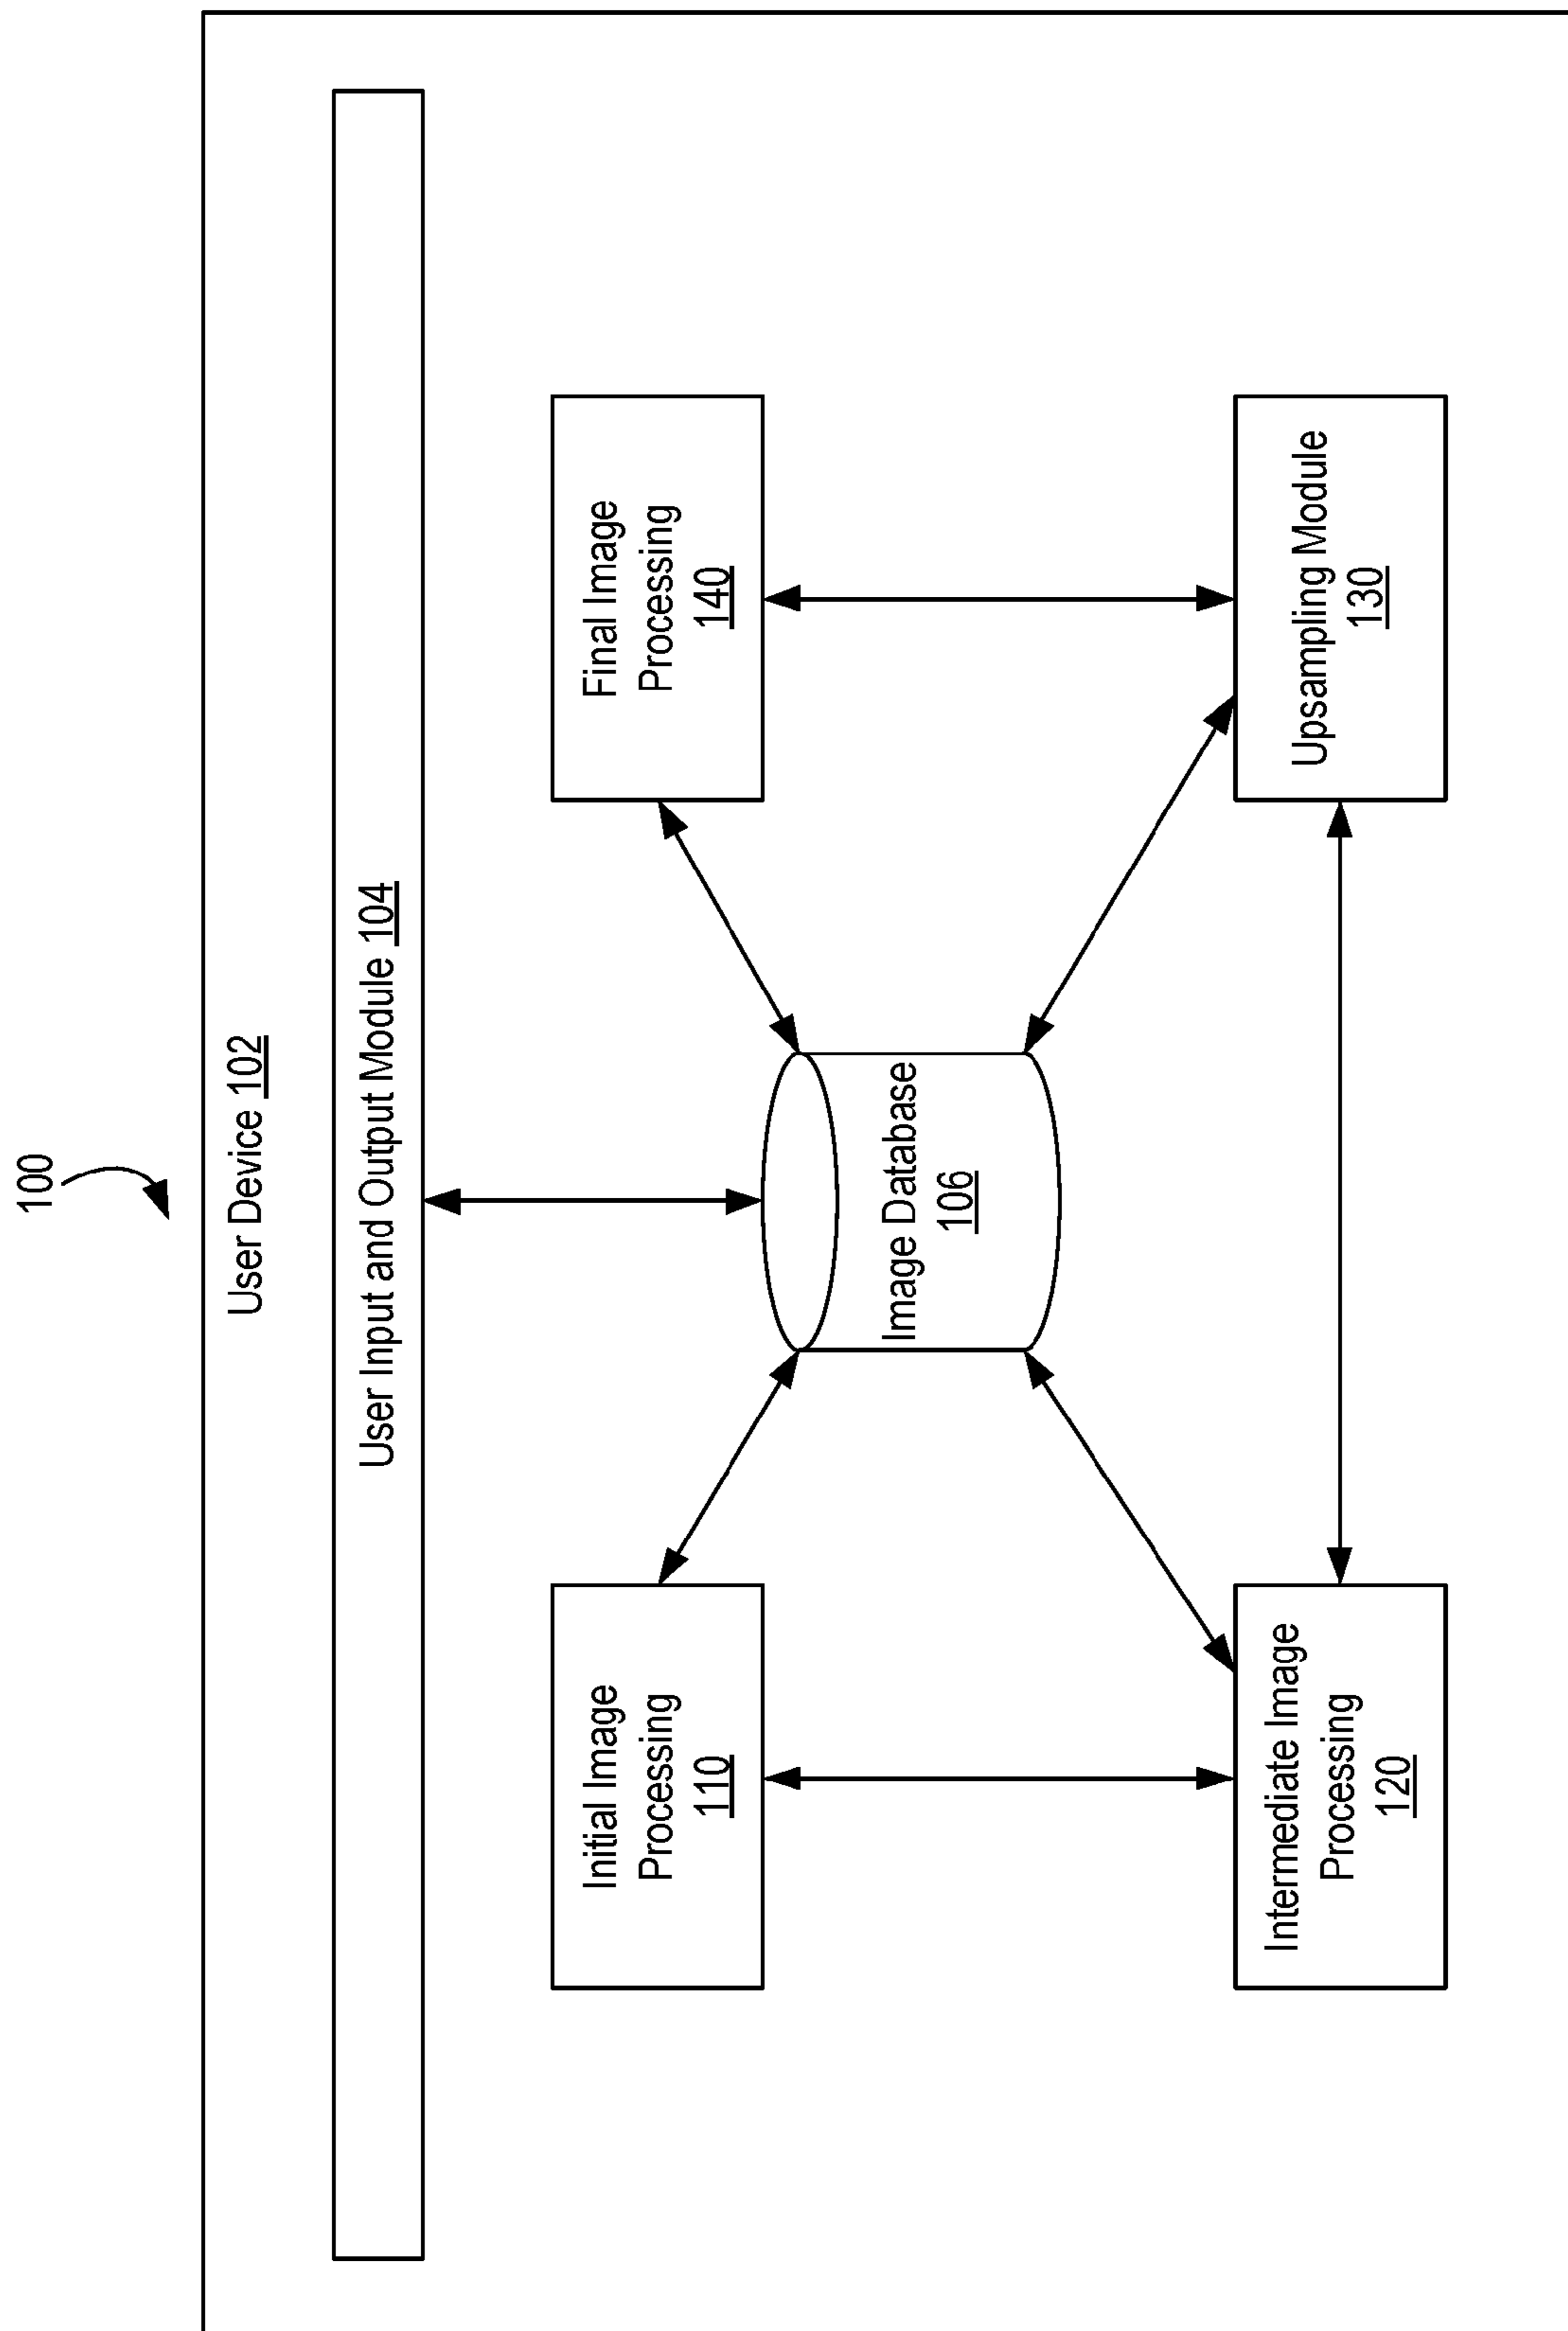 100
User Device 102
User Input and Output Module 104
Initial Image
Processing
110
Final Image
Processing
140
Image Database
106
Intermediate Image
Processing
120
Upsampling Module
130